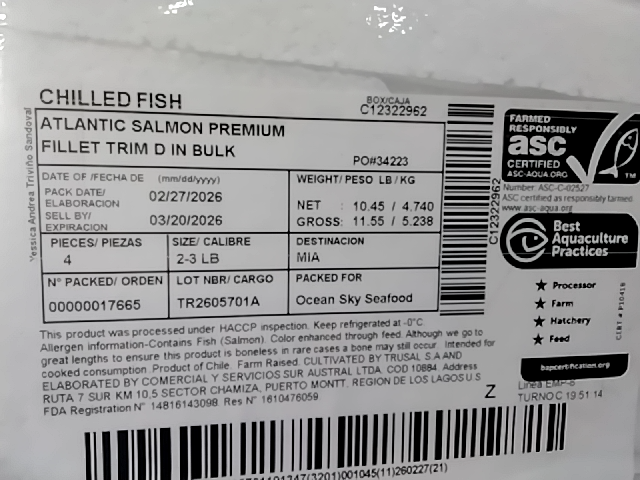 CHILLED FISH
BOX/CAJA
C12322962
ATLANTIC SALMON PREMIUM
FILLET TRIM D IN BULK
PO#34223
DATE OF /FECHA DE (mm/dd/yyyy)
PACK DATE/
ELABORACION 02/27/2026
SELL BY/
EXPIRACION 03/20/2026
WEIGHT/ PESO LB / KG
NET : 10.45 / 4.740
GROSS: 11.55 / 5.238
PIECES/ PIEZAS
4
SIZE/ CALIBRE
2-3 LB
DESTINACION
MIA
N° PACKED/ ORDEN
00000017665
LOT NBR/ CARGO
TR2605701A
PACKED FOR
Ocean Sky Seafood
This product was processed under HACCP inspection. Keep refrigerated at -0°C
Allergen information-Contains Fish (Salmon). Color enhanced through feed. Although we go to
great lengths to ensure this product is boneless in rare cases a bone may still occur. Intended for
cooked consumption. Product of Chile. Farm Raised. CULTIVATED BY TRUSAL S.A AND
ELABORATED BY COMERCIAL Y SERVICIOS SUR AUSTRAL LTDA. COD 10884. Address
RUTA 7 SUR KM 10,5 SECTOR CHAMIZA, PUERTO MONTT. REGION DE LOS LAGOS U.S
FDA Registration N° 14816143098. Res N° 1610476059
Z
Yessica Andrea Triviño Sandoval
C12322962
FARMED
RESPONSIBLY
asc
CERTIFIED
ASC-AQUA.ORG
TM
Number: ASC-C-02527
ASC certified as responsibly farmed
www.asc-aqua.org
Best
Aquaculture
Practices
Processor
Farm
Hatchery
Feed
CERT # P10418
bapcertification.org
TURNO C 19 51 14
(3201)001045(11)260227(21)